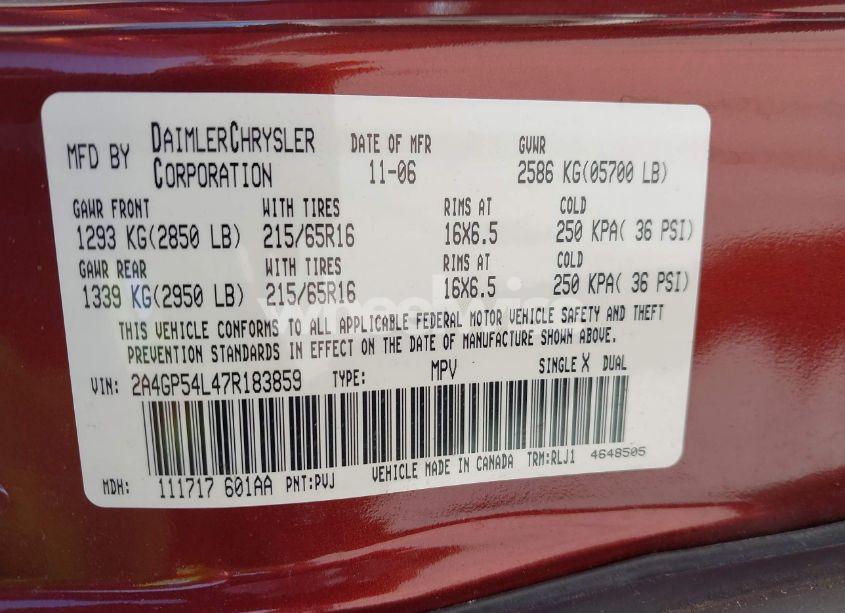 MFD BY DAIMLERCHRYSLER CORPORATION DATE OF MFR 11-06 GVWR 2586 KG(05700 LB)
GAWR FRONT WITH TIRES RIMS AT COLD
1293 KG(2850 LB) 215/65R16 16X6.5 250 KPA( 36 PSI)
GAWR REAR WITH TIRES RIMS AT COLD
1339 KG(2950 LB) 215/65R16 16X6.5 250 KPA( 36 PSI)
THIS VEHICLE CONFORMS TO ALL APPLICABLE FEDERAL MOTOR VEHICLE SAFETY AND THEFT
PREVENTION STANDARDS IN EFFECT ON THE DATE OF MANUFACTURE SHOWN ABOVE.
VIN: 2A4GP54L47R183859 TYPE: MPV SINGLE X DUAL
MDH: 111717 601AA PNT:PVJ VEHICLE MADE IN CANADA TRM:RLJ1 4648505